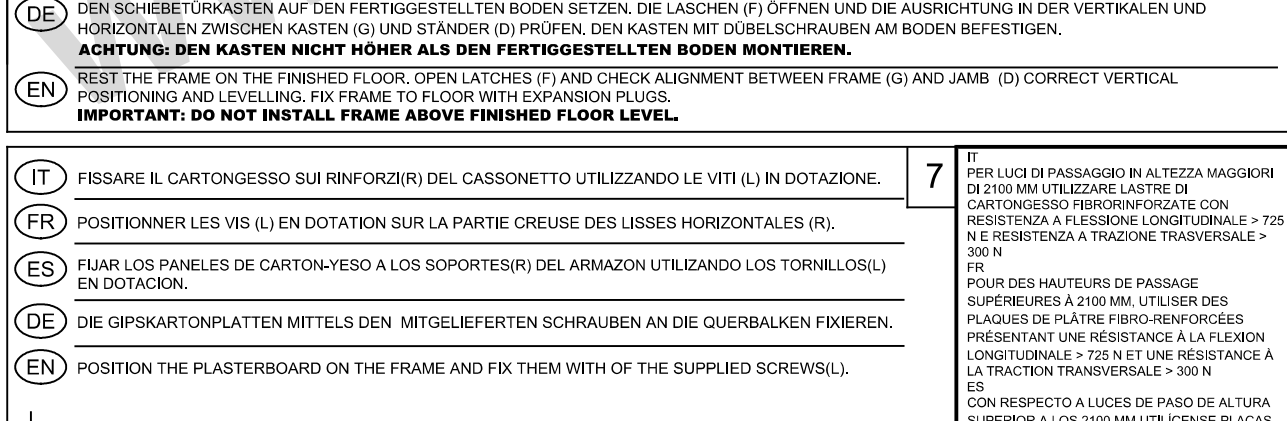 DE
DEN SCHIEBETÜRKASTEN AUF DEN FERTIGGESTELLTEN BODEN SETZEN. DIE LASCHEN (F) ÖFFNEN UND DIE AUSRICHTUNG IN DER VERTIKALEN UND
HORIZONTALEN ZWISCHEN KASTEN (G) UND STÄNDER (D) PRÜFEN. DEN KASTEN MIT DÜBELSCHRAUBEN AM BODEN BEFESTIGEN.
ACHTUNG: DEN KASTEN NICHT HÖHER ALS DEN FERTIGGESTELLTEN BODEN MONTIEREN.
EN
REST THE FRAME ON THE FINISHED FLOOR. OPEN LATCHES (F) AND CHECK ALIGNMENT BETWEEN FRAME (G) AND JAMB (D) CORRECT VERTICAL
POSITIONING AND LEVELLING. FIX FRAME TO FLOOR WITH EXPANSION PLUGS.
IMPORTANT: DO NOT INSTALL FRAME ABOVE FINISHED FLOOR LEVEL.
IT
FISSARE IL CARTONGESSO SUI RINFORZI(R) DEL CASSONETTO UTILIZZANDO LE VITI (L) IN DOTAZIONE.
FR
POSITIONNER LES VIS (L) EN DOTATION SUR LA PARTIE CREUSE DES LISSES HORIZONTALES (R).
ES
FIJAR LOS PANELES DE CARTON-YESO A LOS SOPORTES(R) DEL ARMAZON UTILIZANDO LOS TORNILLOS(L)
EN DOTACION.
DE
DIE GIPSKARTONPLATTEN MITTELS DEN MITGELIEFERTEN SCHRAUBEN AN DIE QUERBALKEN FIXIEREN.
EN
POSITION THE PLASTERBOARD ON THE FRAME AND FIX THEM WITH OF THE SUPPLIED SCREWS(L).
7
IT
PER LUCI DI PASSAGGIO IN ALTEZZA MAGGIORI
DI 2100 MM UTILIZZARE LASTRE DI
CARTONGESSO FIBRORINFORZATE CON
RESISTENZA A FLESSIONE LONGITUDINALE > 725
N E RESISTENZA A TRAZIONE TRASVERSALE >
300 N
FR
POUR DES HAUTEURS DE PASSAGE
SUPÉRIEURES À 2100 MM, UTILISER DES
PLAQUES DE PLÂTRE FIBRO-RENFORCÉES
PRÉSENTANT UNE RÉSISTANCE À LA FLEXION
LONGITUDINALE > 725 N ET UNE RÉSISTANCE À
LA TRACTION TRANSVERSALE > 300 N
ES
CON RESPECTO A LUCES DE PASO DE ALTURA
SUPERIOR A LOS 2100 MM UTILÍCENSE PLACAS